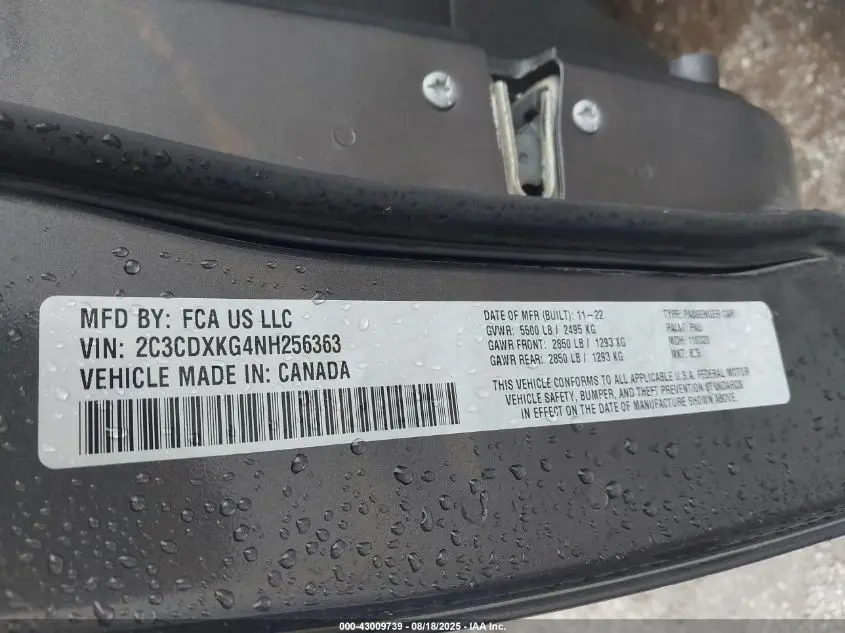 MFD BY: FCA US LLC
VIN: 2C3CDXKG4NH256363
VEHICLE MADE IN: CANADA
DATE OF MFR (BUILT): 11-22
GVWR: 5500 LB / 2495 KG
GAWR FRONT: 2850 LB / 1293 KG
GAWR REAR: 2850 LB / 1293 KG
TYPE: PASSENGER CAR
MDH:
THIS VEHICLE CONFORMS TO ALL APPLICABLE U.S.A. FEDERAL MOTOR
VEHICLE SAFETY, BUMPER, AND THEFT PREVENTION STANDARDS
IN EFFECT ON THE DATE OF MANUFACTURE SHOWN ABOVE.
000-43009739 - 08/18/2025 - IAA, Inc.